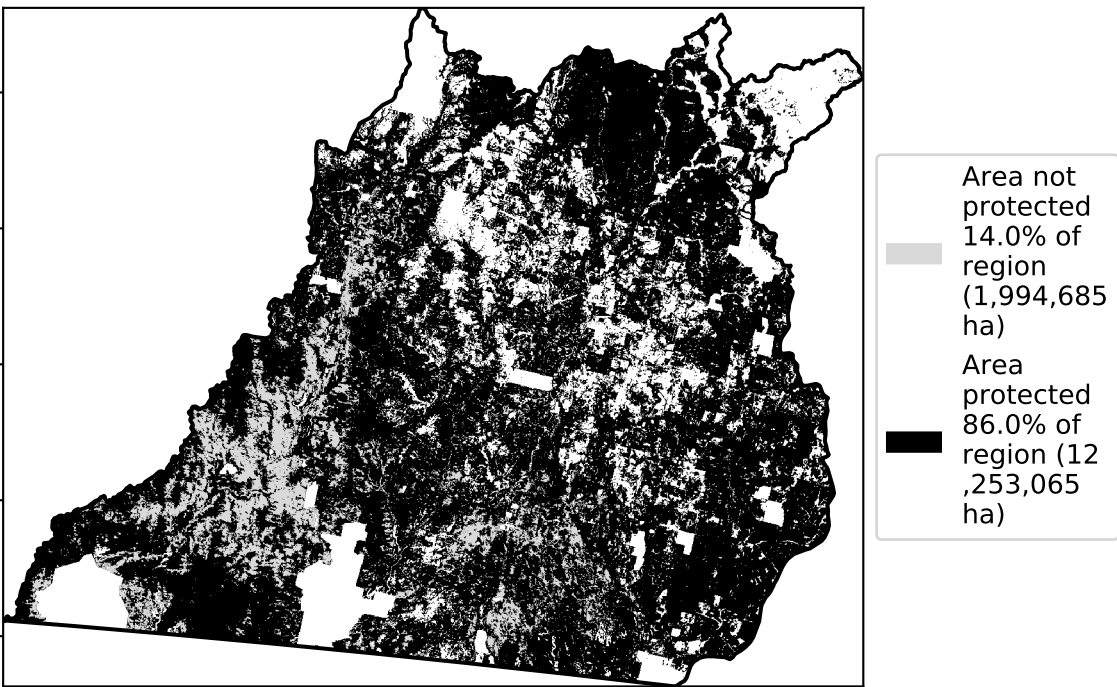 Area not
protected
14.0% of
region
(1,994,685
ha)
Area
protected
86.0% of
region (12
,253,065
ha)